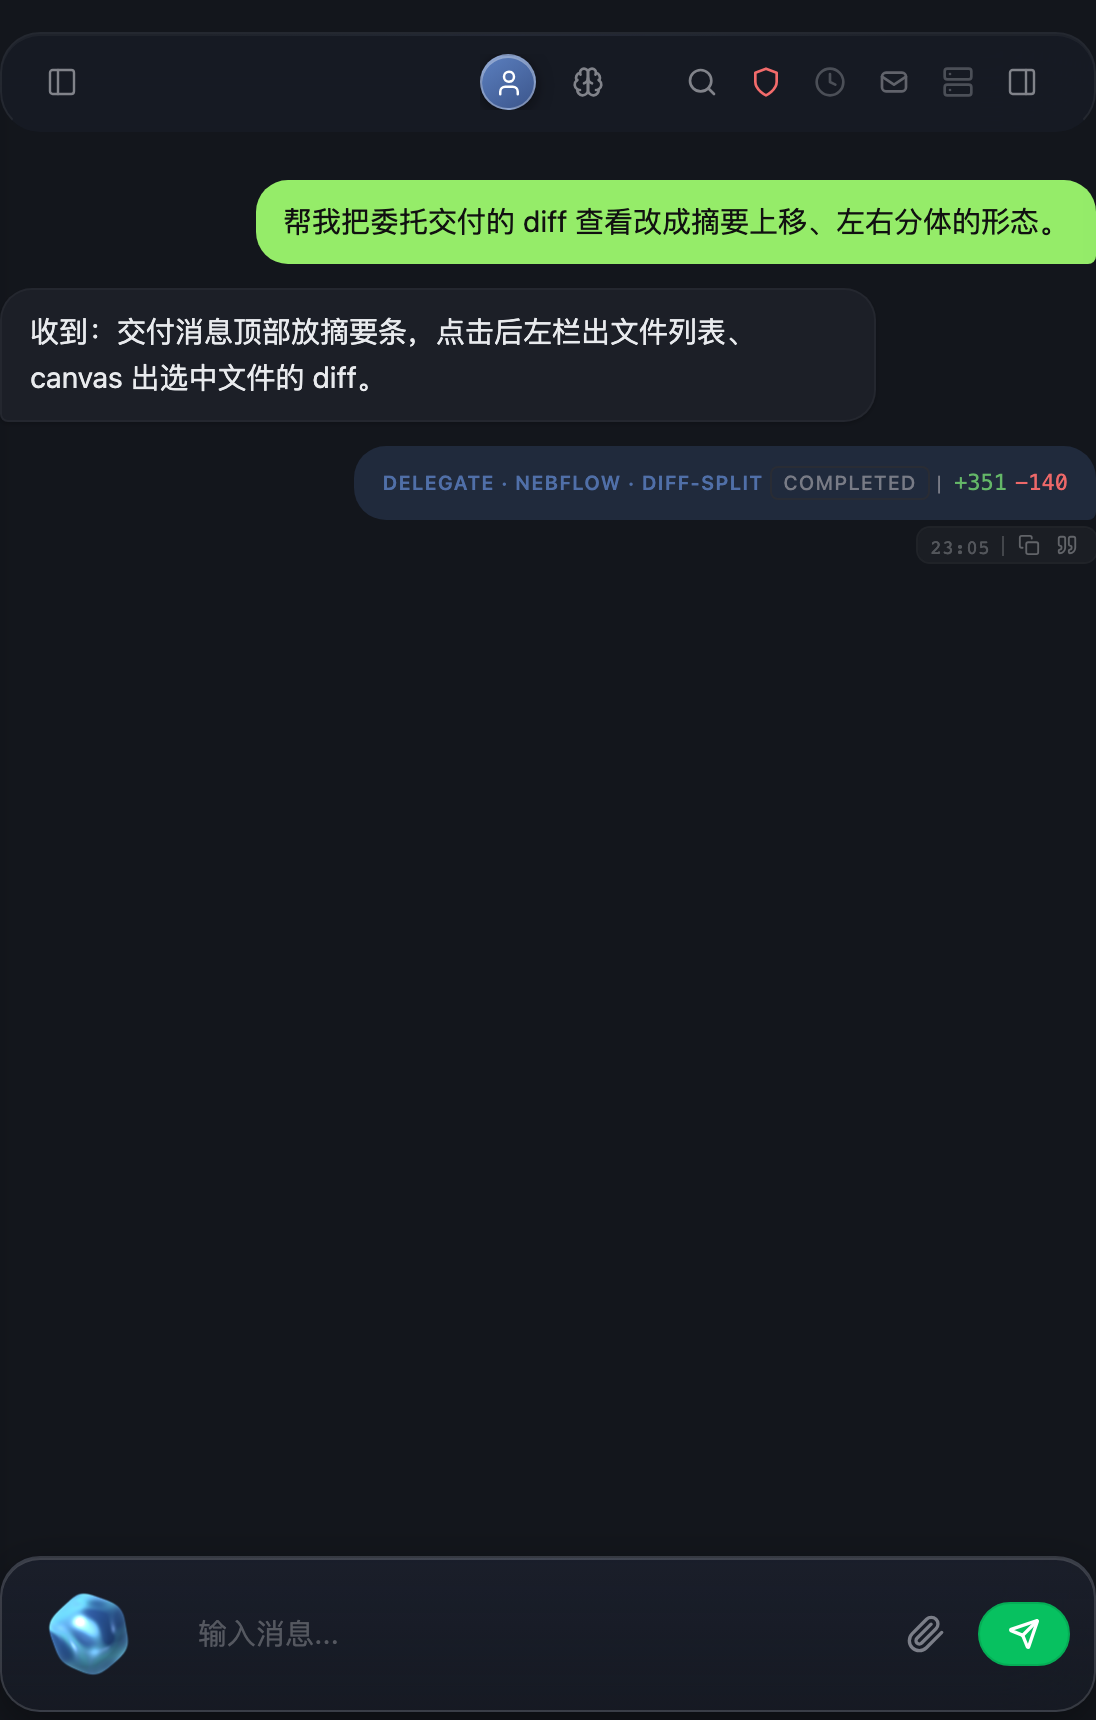 帮我把委托交付的 diff 查看改成摘要上移、左右分体的形态。
收到：交付消息顶部放摘要条，点击后左栏出文件列表、
canvas 出选中文件的 diff。
DELEGATE · NEBFLOW · DIFF-SPLIT COMPLETED | +351 −140
23:05
输入消息...